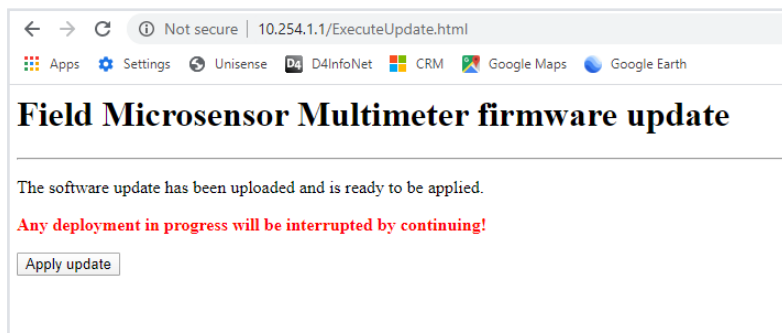 Not secure | 10.254.1.1/ExecuteUpdate.html
Apps Settings Unisense D4 D4InfoNet CRM Google Maps Google Earth
Field Microsensor Multimeter firmware update
The software update has been uploaded and is ready to be applied.
Any deployment in progress will be interrupted by continuing!
Apply update